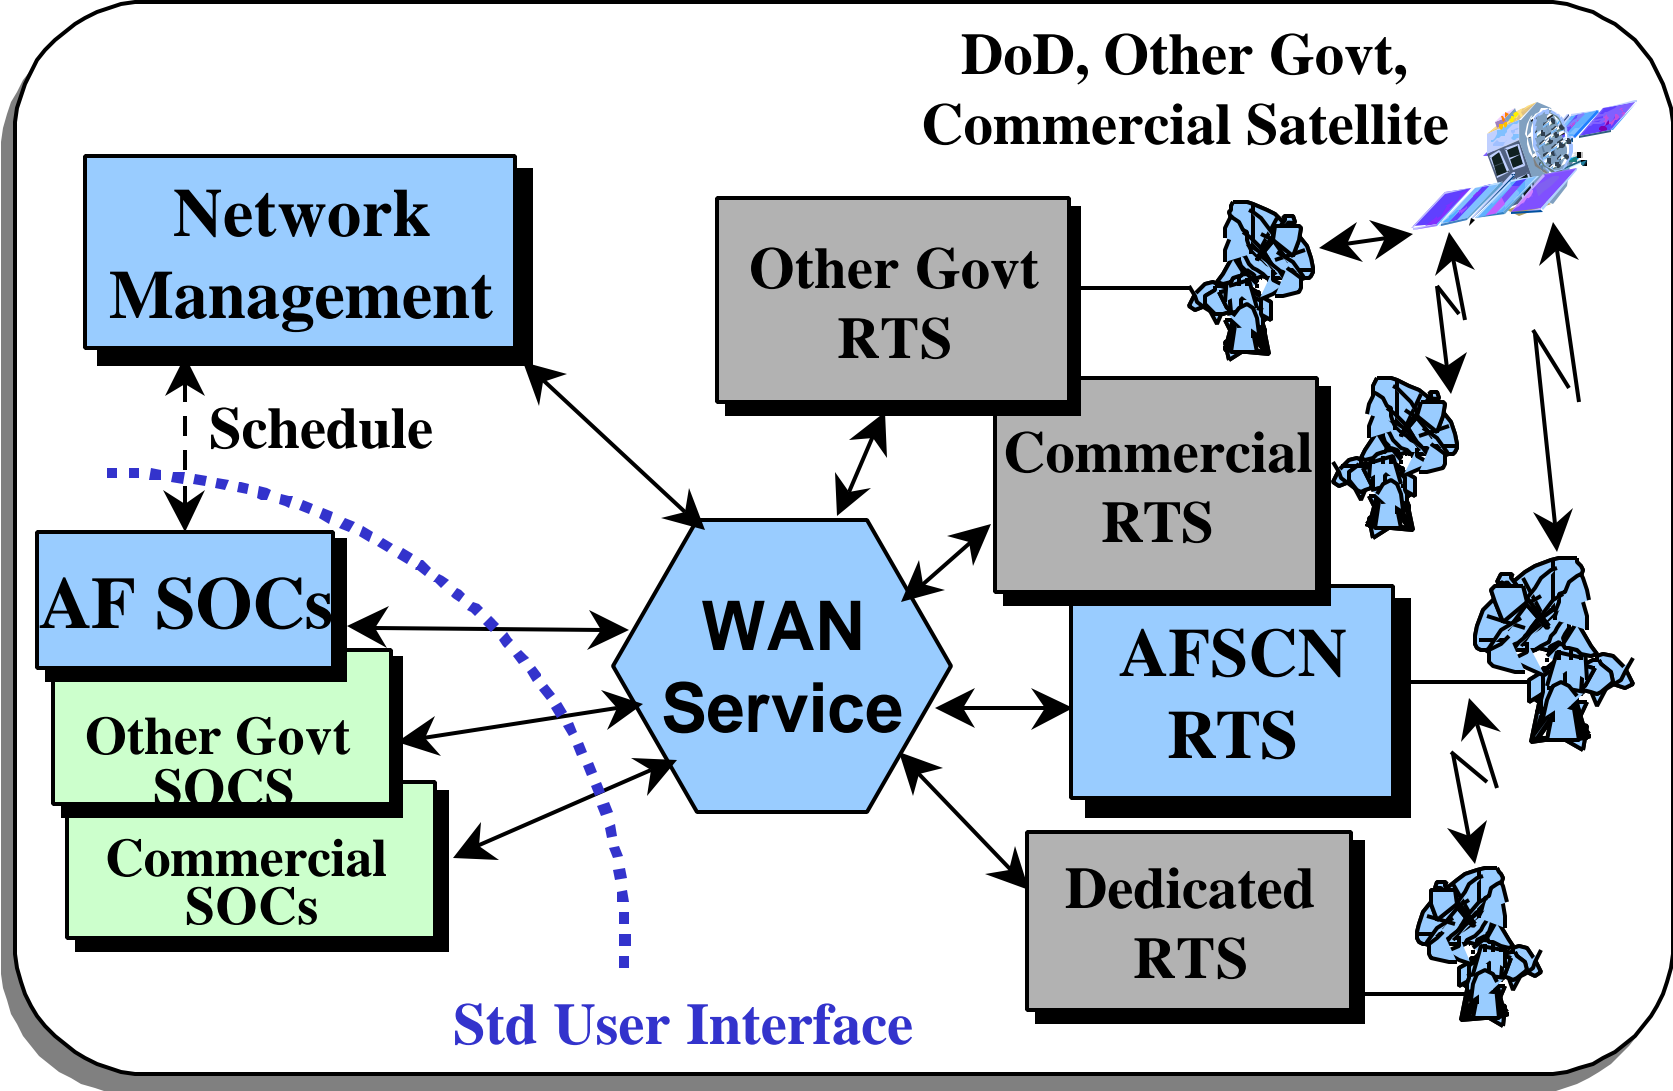 DoD, Other Govt,
Commercial Satellite
Network
Management
Other Govt
RTS
Schedule
Commercial
RTS
AF SOCs
WAN
Service
AFSCN
RTS
Other Govt
SOCS
Commercial
SOCs
Dedicated
RTS
Std User Interface